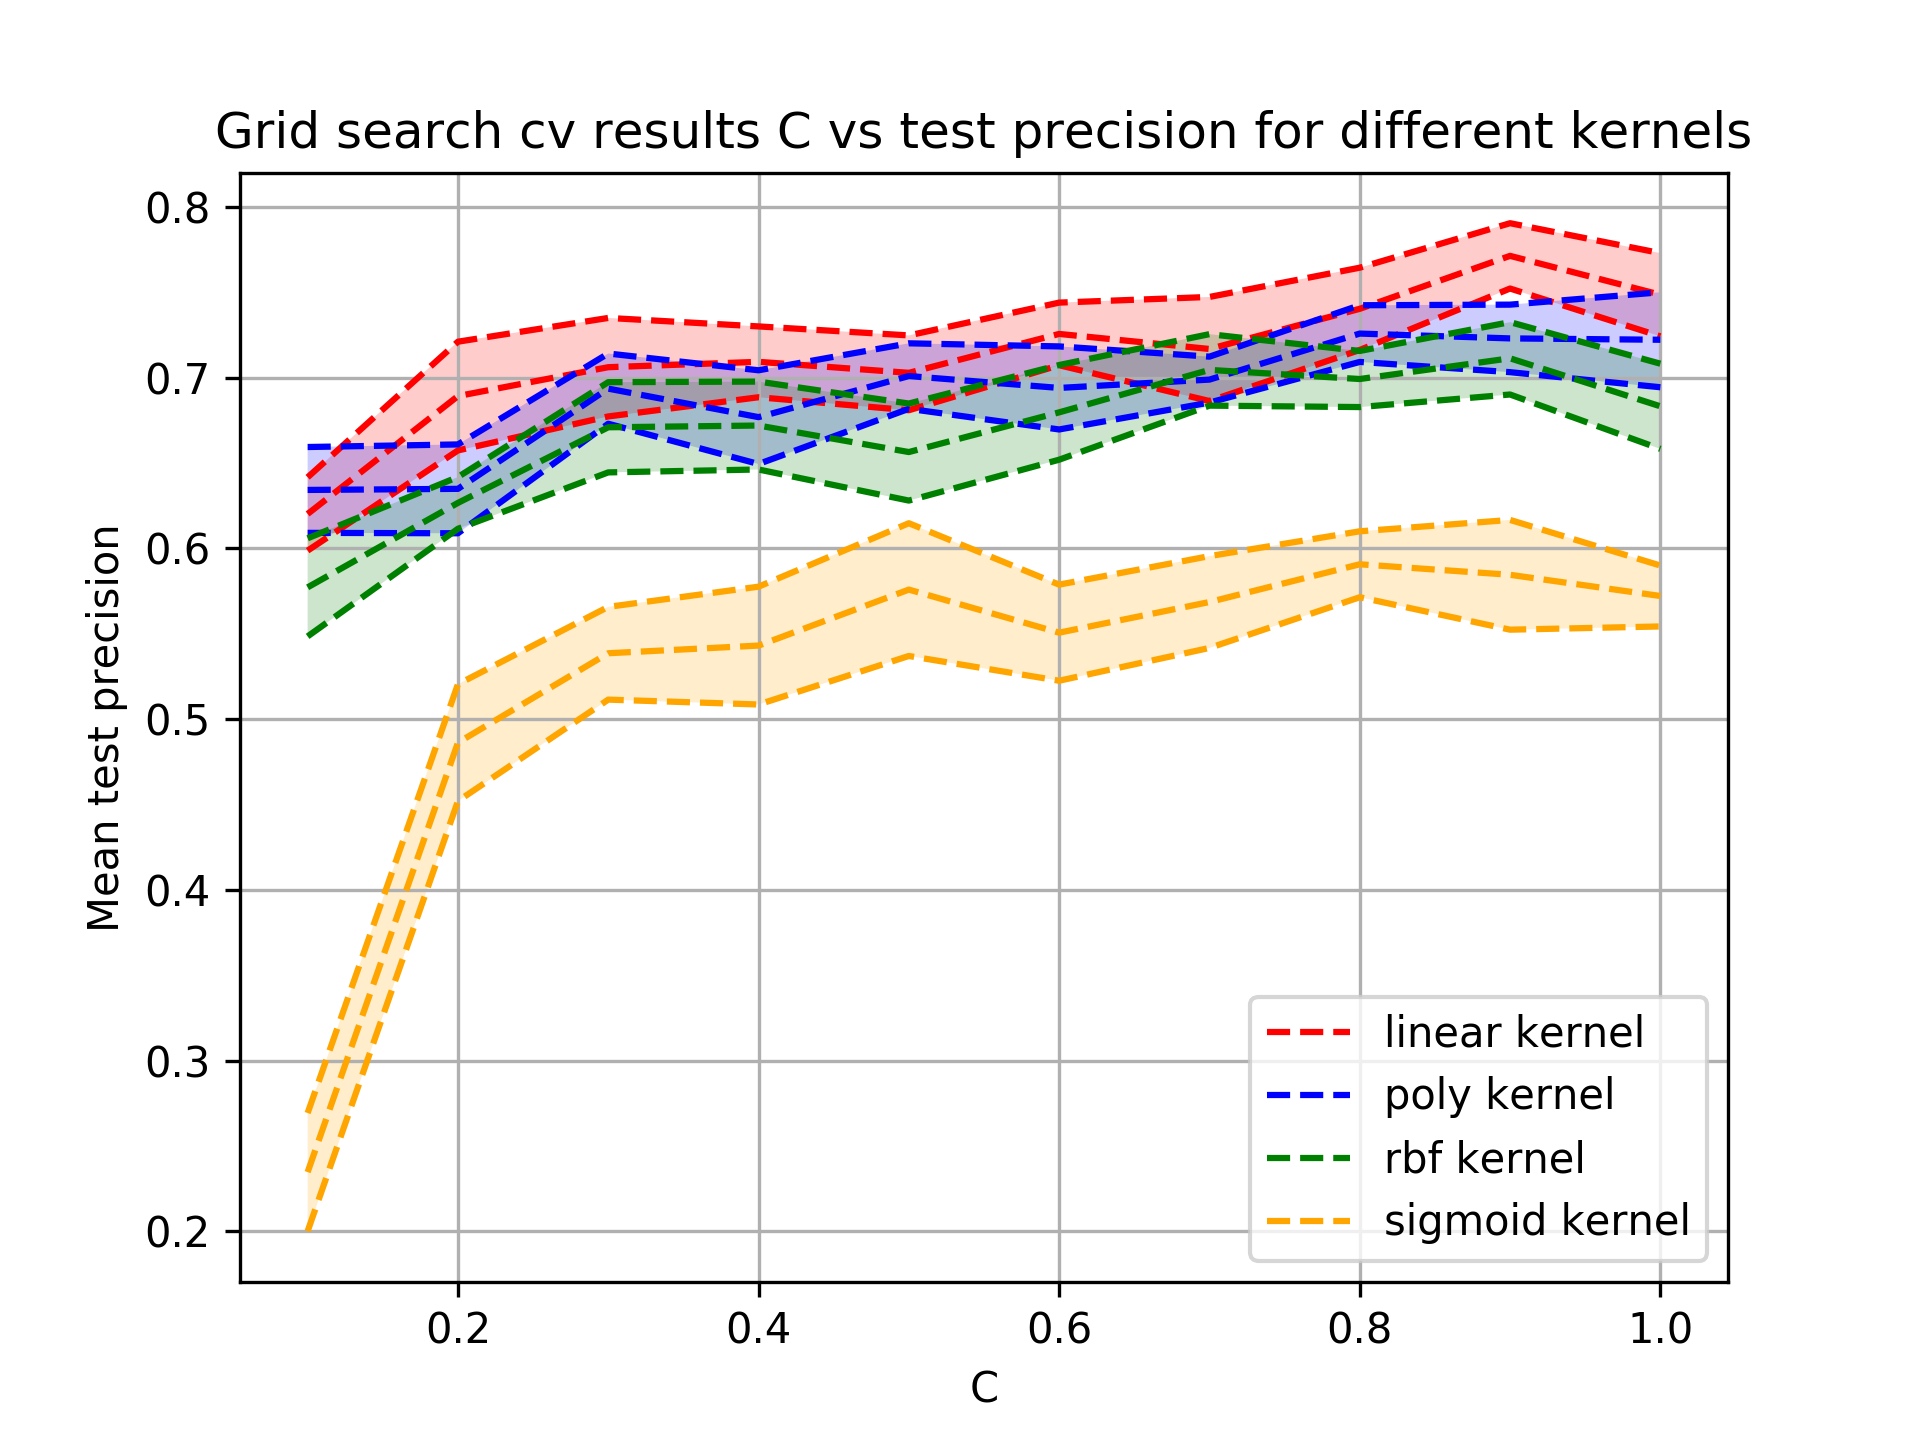 Grid search cv results C vs test precision for different kernels
0.8
0.7
0.6
0.5
0.4
0.3
0.2
Mean test precision
linear kernel
poly kernel
rbf kernel
sigmoid kernel
0.2 0.4 0.6 0.8 1.0
C